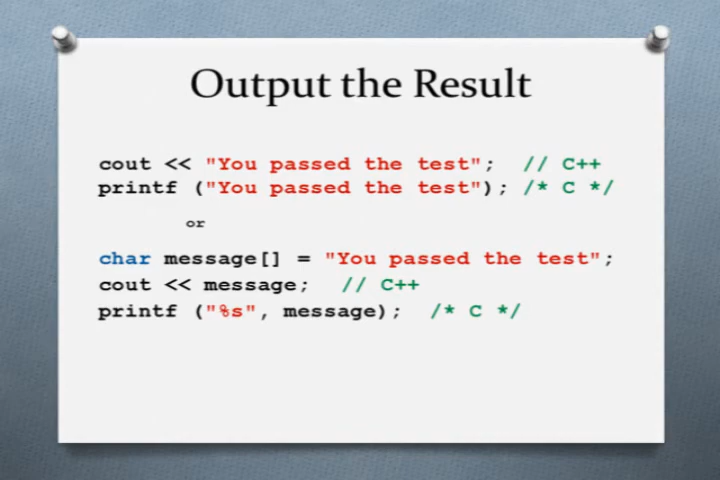 Output the Result
cout << "You passed the test";  // C++
printf ("You passed the test"); /* C */
or
char message[] = "You passed the test";
cout << message;  // C++
printf ("%s", message);  /* C */